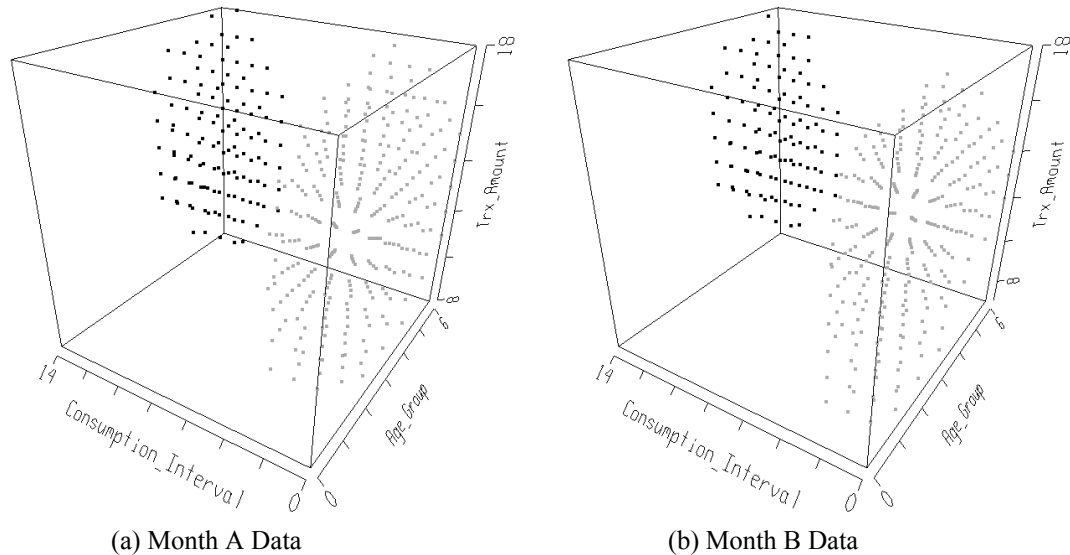 18
Trx_Amount
8
6
Age_Group
0
14
Consumption_Interval
0
18
Trx_Amount
8
6
Age_Group
0
14
Consumption_Interval
0
(a) Month A Data
(b) Month B Data